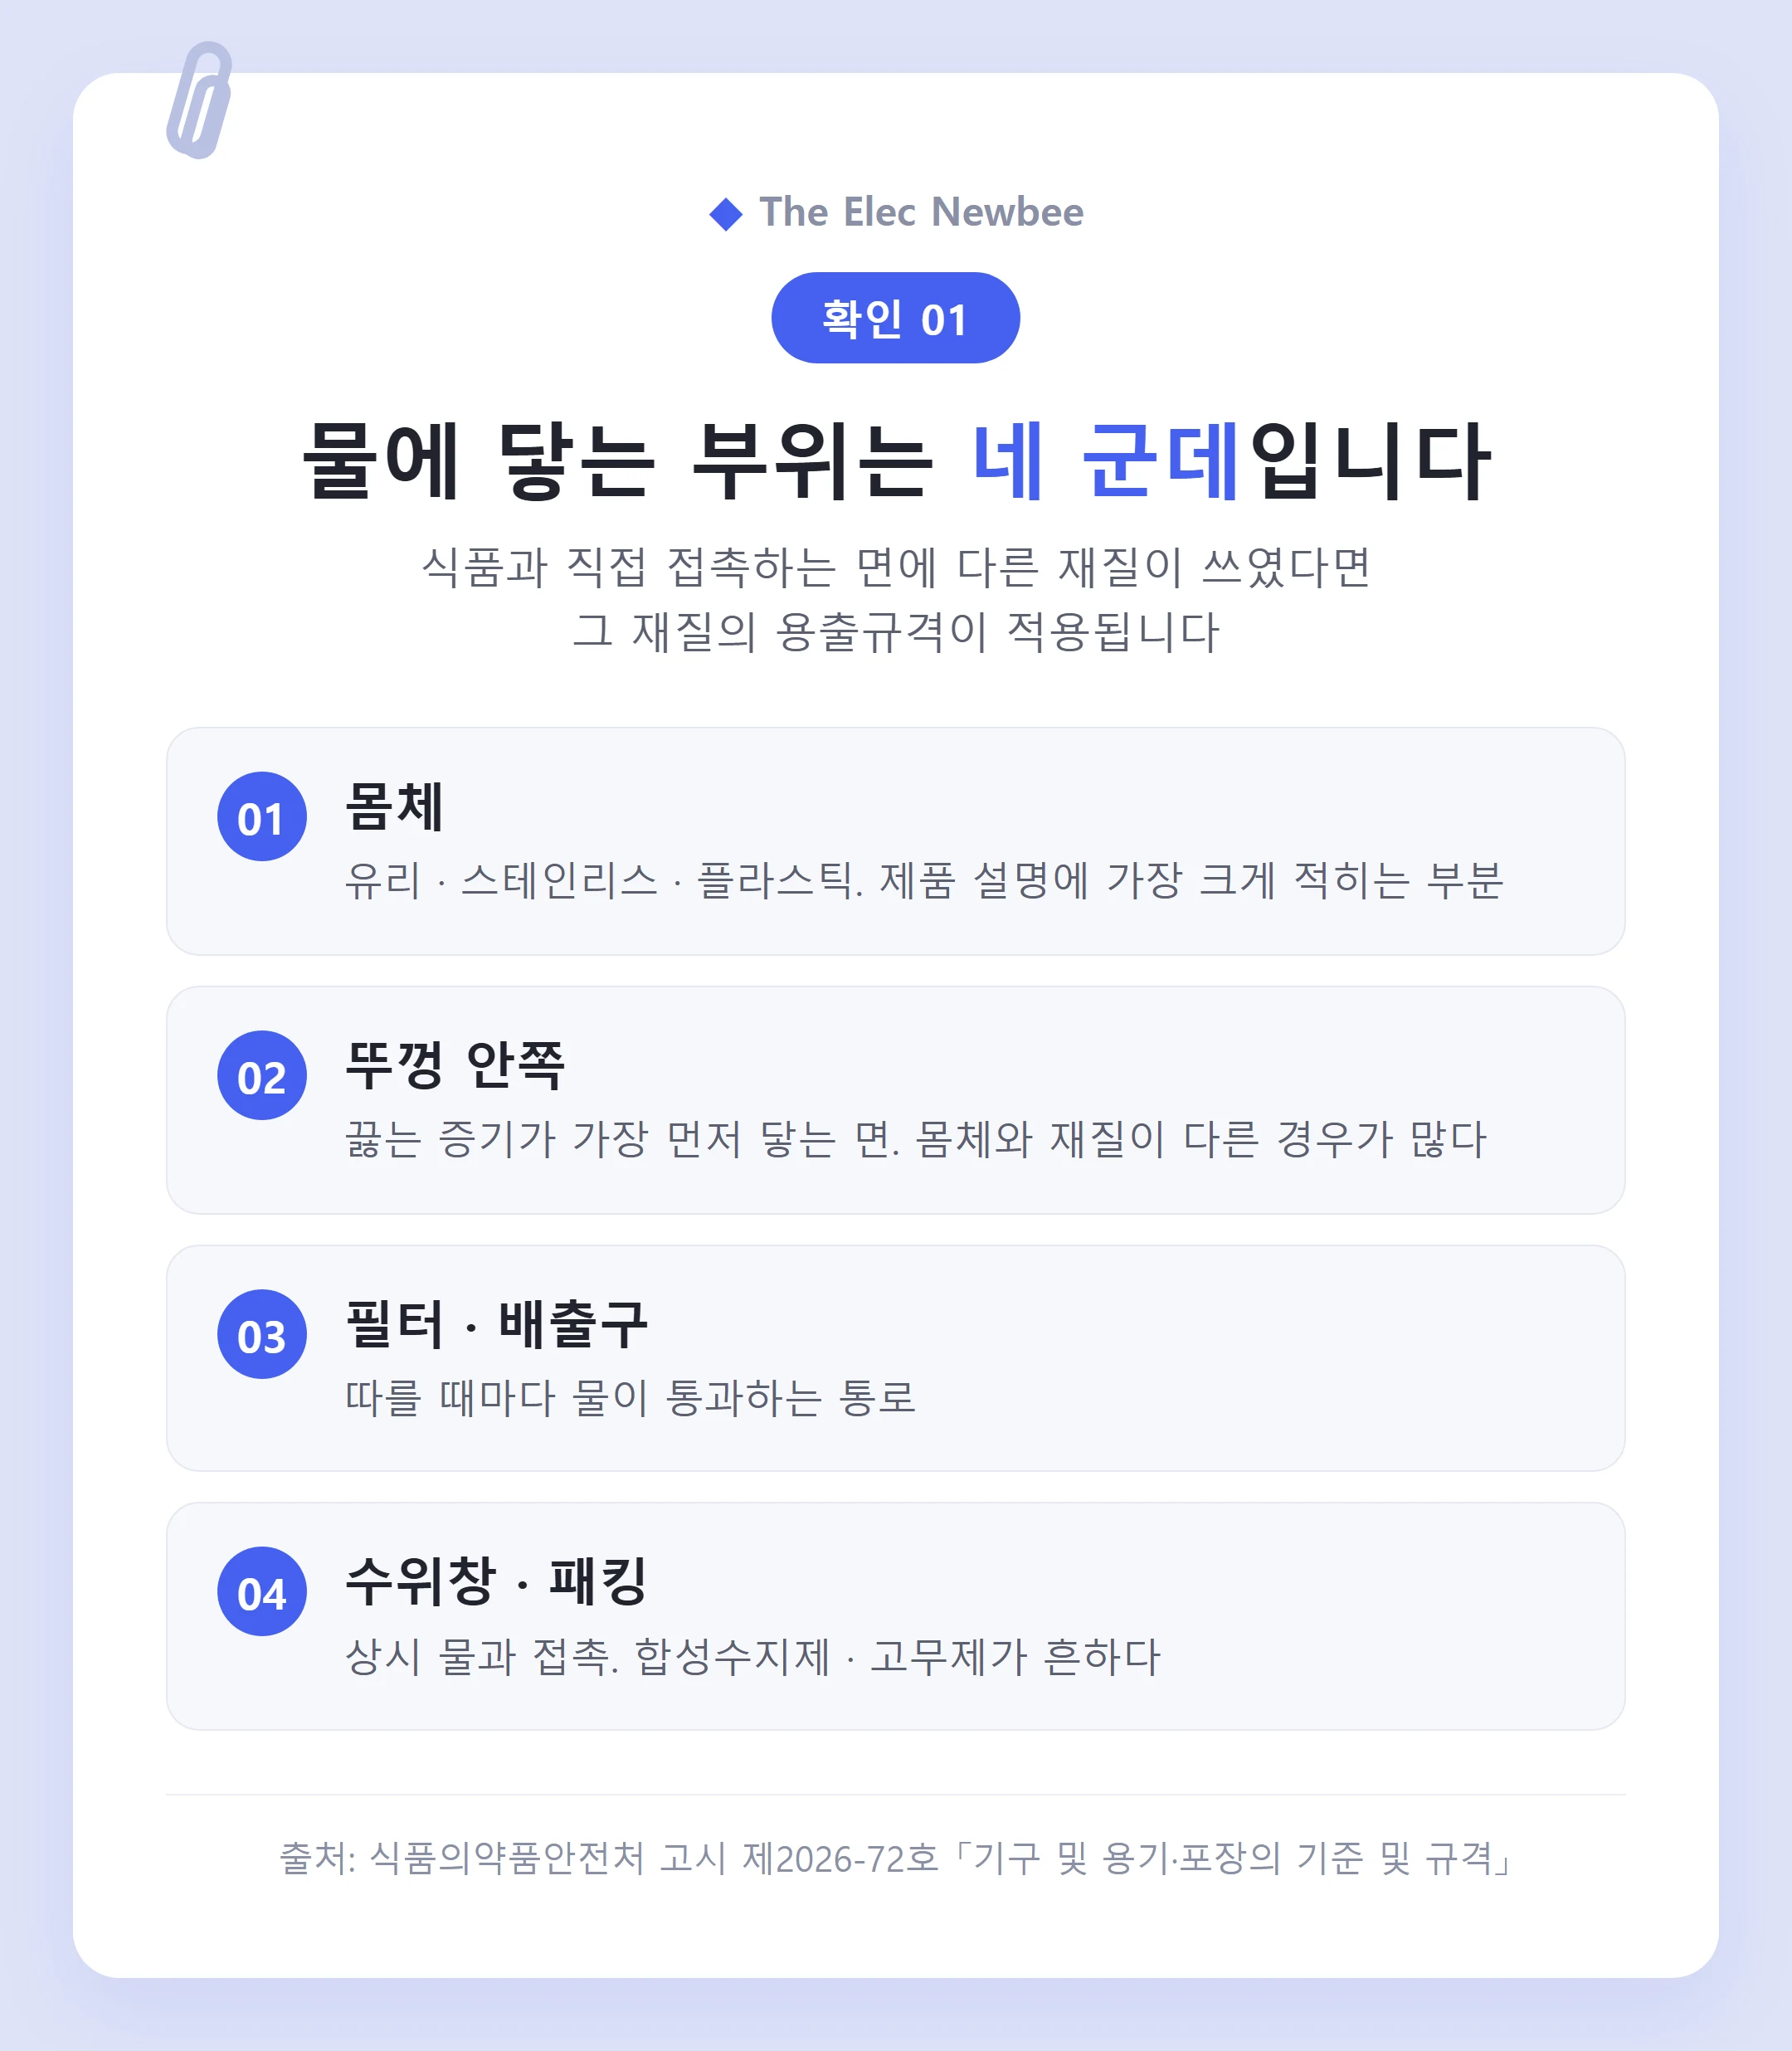 The Elec Newbee
확인 01
물에 닿는 부위는 네 군데입니다
식품과 직접 접촉하는 면에 다른 재질이 쓰였다면
그 재질의 용출규격이 적용됩니다
01 몸체
유리 · 스테인리스 · 플라스틱. 제품 설명에 가장 크게 적히는 부분
02 뚜껑 안쪽
끓는 증기가 가장 먼저 닿는 면. 몸체와 재질이 다른 경우가 많다
03 필터 · 배출구
따를 때마다 물이 통과하는 통로
04 수위창 · 패킹
상시 물과 접촉. 합성수지제 · 고무제가 흔하다
출처: 식품의약품안전처 고시 제2026-72호「기구 및 용기·포장의 기준 및 규격」